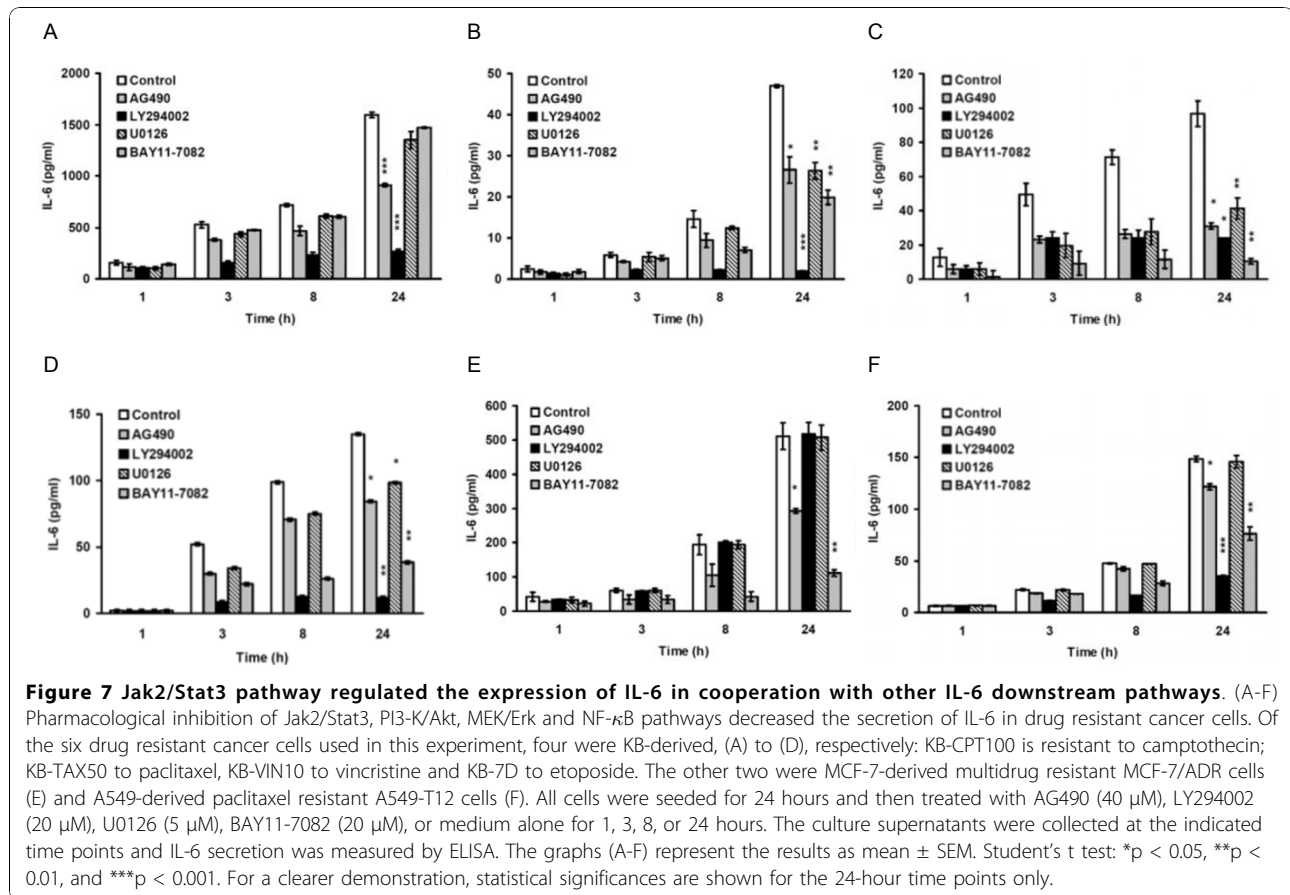 A
2000
1500
1000
500
0
IL-6 (pg/ml)
Control
AG490
LY294002
U0126
BAY11-7082
***
***
1 3 8 24
Time (h)
B
50
40
30
20
10
0
IL-6 (pg/ml)
Control
AG490
LY294002
U0126
BAY11-7082
*
***
**
**
1 3 8 24
Time (h)
C
120
100
80
60
40
20
0
IL-6 (pg/ml)
Control
AG490
LY294002
U0126
BAY11-7082
*
*
**
**
1 3 8 24
Time (h)
D
150
100
50
0
IL-6 (pg/ml)
Control
AG490
LY294002
U0126
BAY11-7082
*
**
*
**
1 3 8 24
Time (h)
E
600
500
400
300
200
100
0
IL-6 (pg/ml)
Control
AG490
LY294002
U0126
BAY11-7082
*
**
1 3 8 24
Time (h)
F
200
150
100
50
0
IL-6 (pg/ml)
Control
AG490
LY294002
U0126
BAY11-7082
*
***
**
1 3 8 24
Time (h)
Figure 7 Jak2/Stat3 pathway regulated the expression of IL-6 in cooperation with other IL-6 downstream pathways. (A-F)
Pharmacological inhibition of Jak2/Stat3, PI3-K/Akt, MEK/Erk and NF-κB pathways decreased the secretion of IL-6 in drug resistant cancer cells. Of
the six drug resistant cancer cells used in this experiment, four were KB-derived, (A) to (D), respectively: KB-CPT100 is resistant to camptothecin;
KB-TAX50 to paclitaxel, KB-VIN10 to vincristine and KB-7D to etoposide. The other two were MCF-7-derived multidrug resistant MCF-7/ADR cells
(E) and A549-derived paclitaxel resistant A549-T12 cells (F). All cells were seeded for 24 hours and then treated with AG490 (40 μM), LY294002
(20 μM), U0126 (5 μM), BAY11-7082 (20 μM), or medium alone for 1, 3, 8, or 24 hours. The culture supernatants were collected at the indicated
time points and IL-6 secretion was measured by ELISA. The graphs (A-F) represent the results as mean ± SEM. Student's t test: *p < 0.05, **p <
0.01, and ***p < 0.001. For a clearer demonstration, statistical significances are shown for the 24-hour time points only.